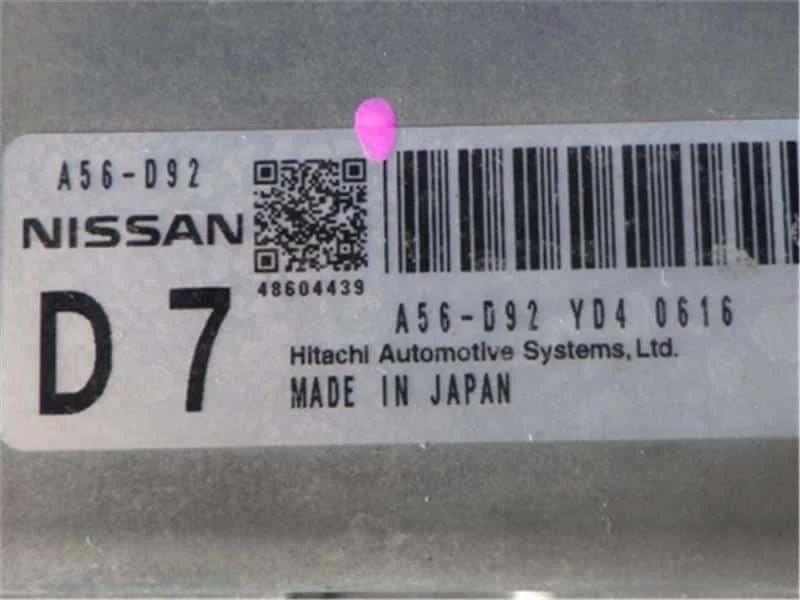 A56-D92
NISSAN
48604439
D 7
A56-D92 YD4 0616
Hitachi Automotive Systems, Ltd.
MADE IN JAPAN